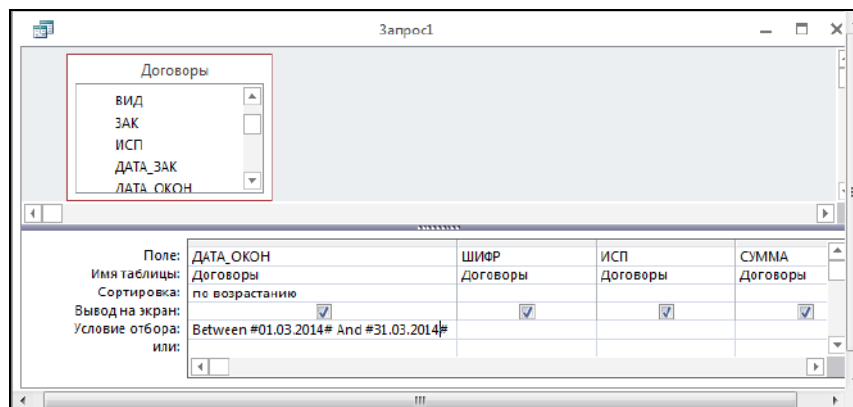 Запрос1
Договоры
ВИД
ЗАК
ИСП
ДАТА_ЗАК
ДАТА_ОКОН
Поле: ДАТА_ОКОН ШИФР ИСП СУММА
Имя таблицы: Договоры Договоры Договоры Договоры
Сортировка: по возрастанию
Вывод на экран:
Условие отбора: Between #01.03.2014# And #31.03.2014#
или: